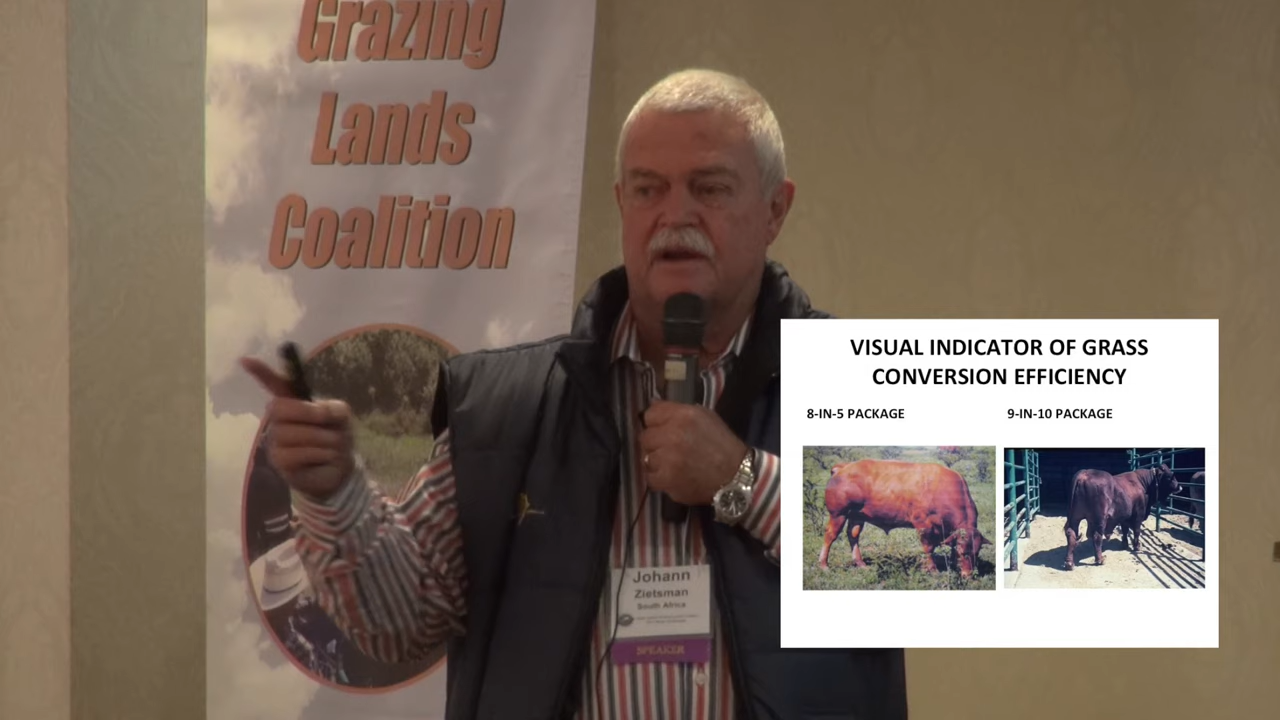 Grazing
Lands
Coalition
Johann
Zietsman
South Africa
SPEAKER
VISUAL INDICATOR OF GRASS
CONVERSION EFFICIENCY
8-IN-5 PACKAGE
9-IN-10 PACKAGE